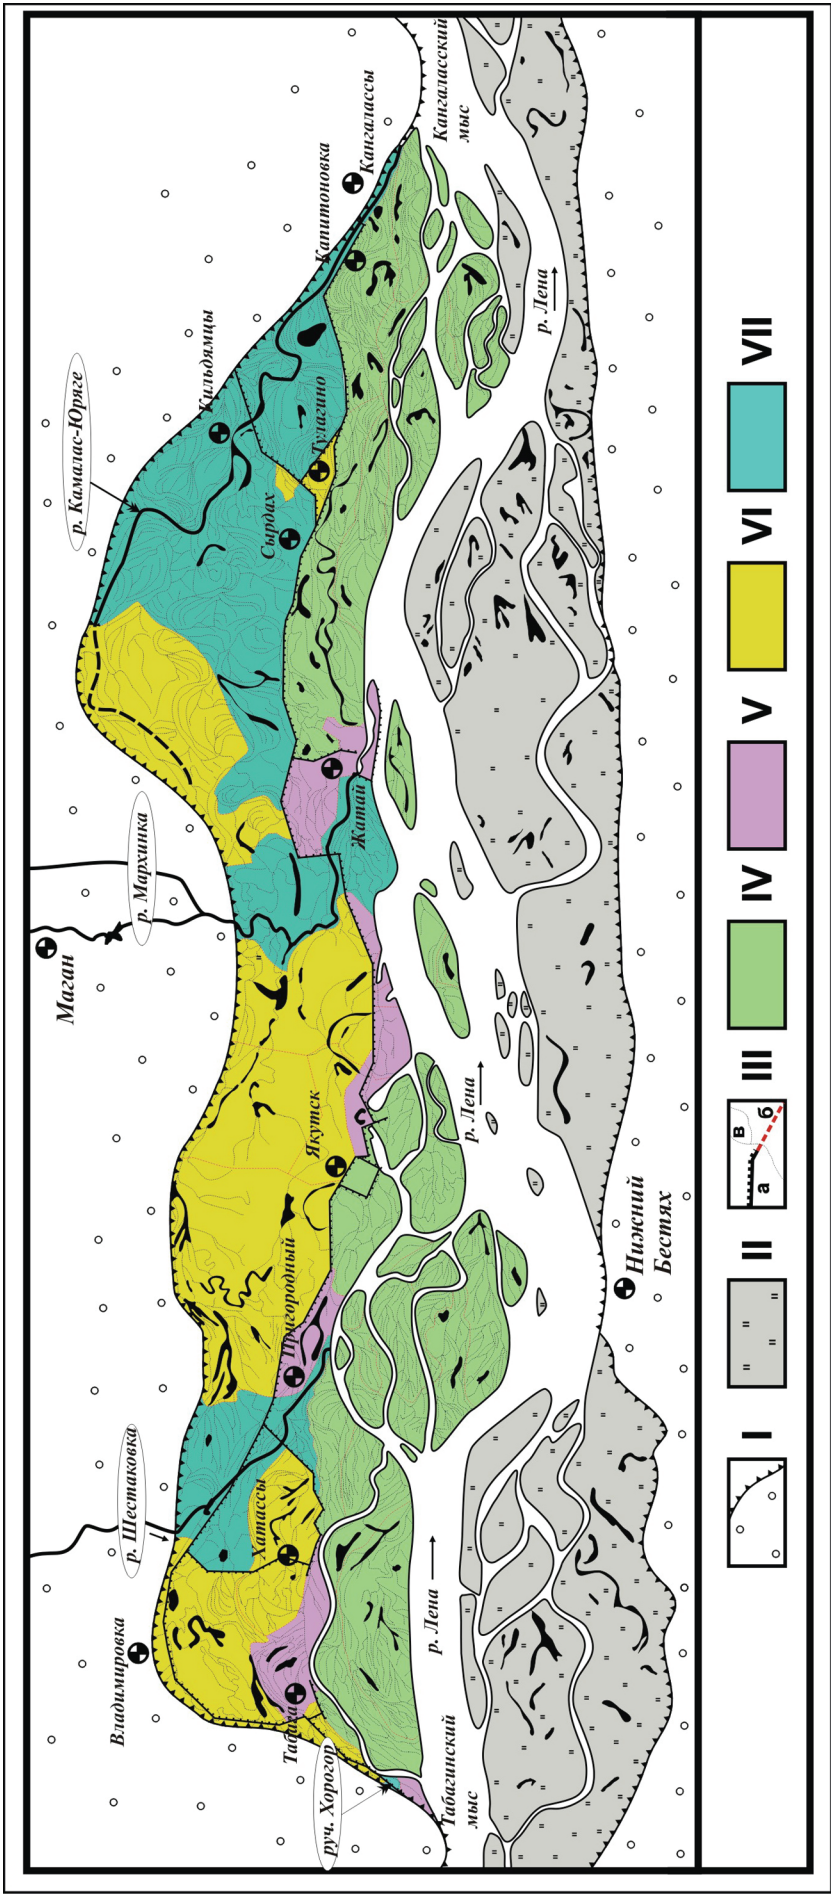 Кангаласский
мыс
Кангалассы
Капитоновка
р. Лена
Кильдямцы
Тулагино
р. Камалас-Юряге
Сырдах
р. Мархинка
Жатай
Маган
Якутск
р. Лена
Пригородный
Нижний
Бестях
р. Шестаковка
Хатассы
р. Лена
Владимировка
Табага
руч. Хорогор
Табагинский
мыс
I
II
III
а
б
в
IV
V
VI
VII